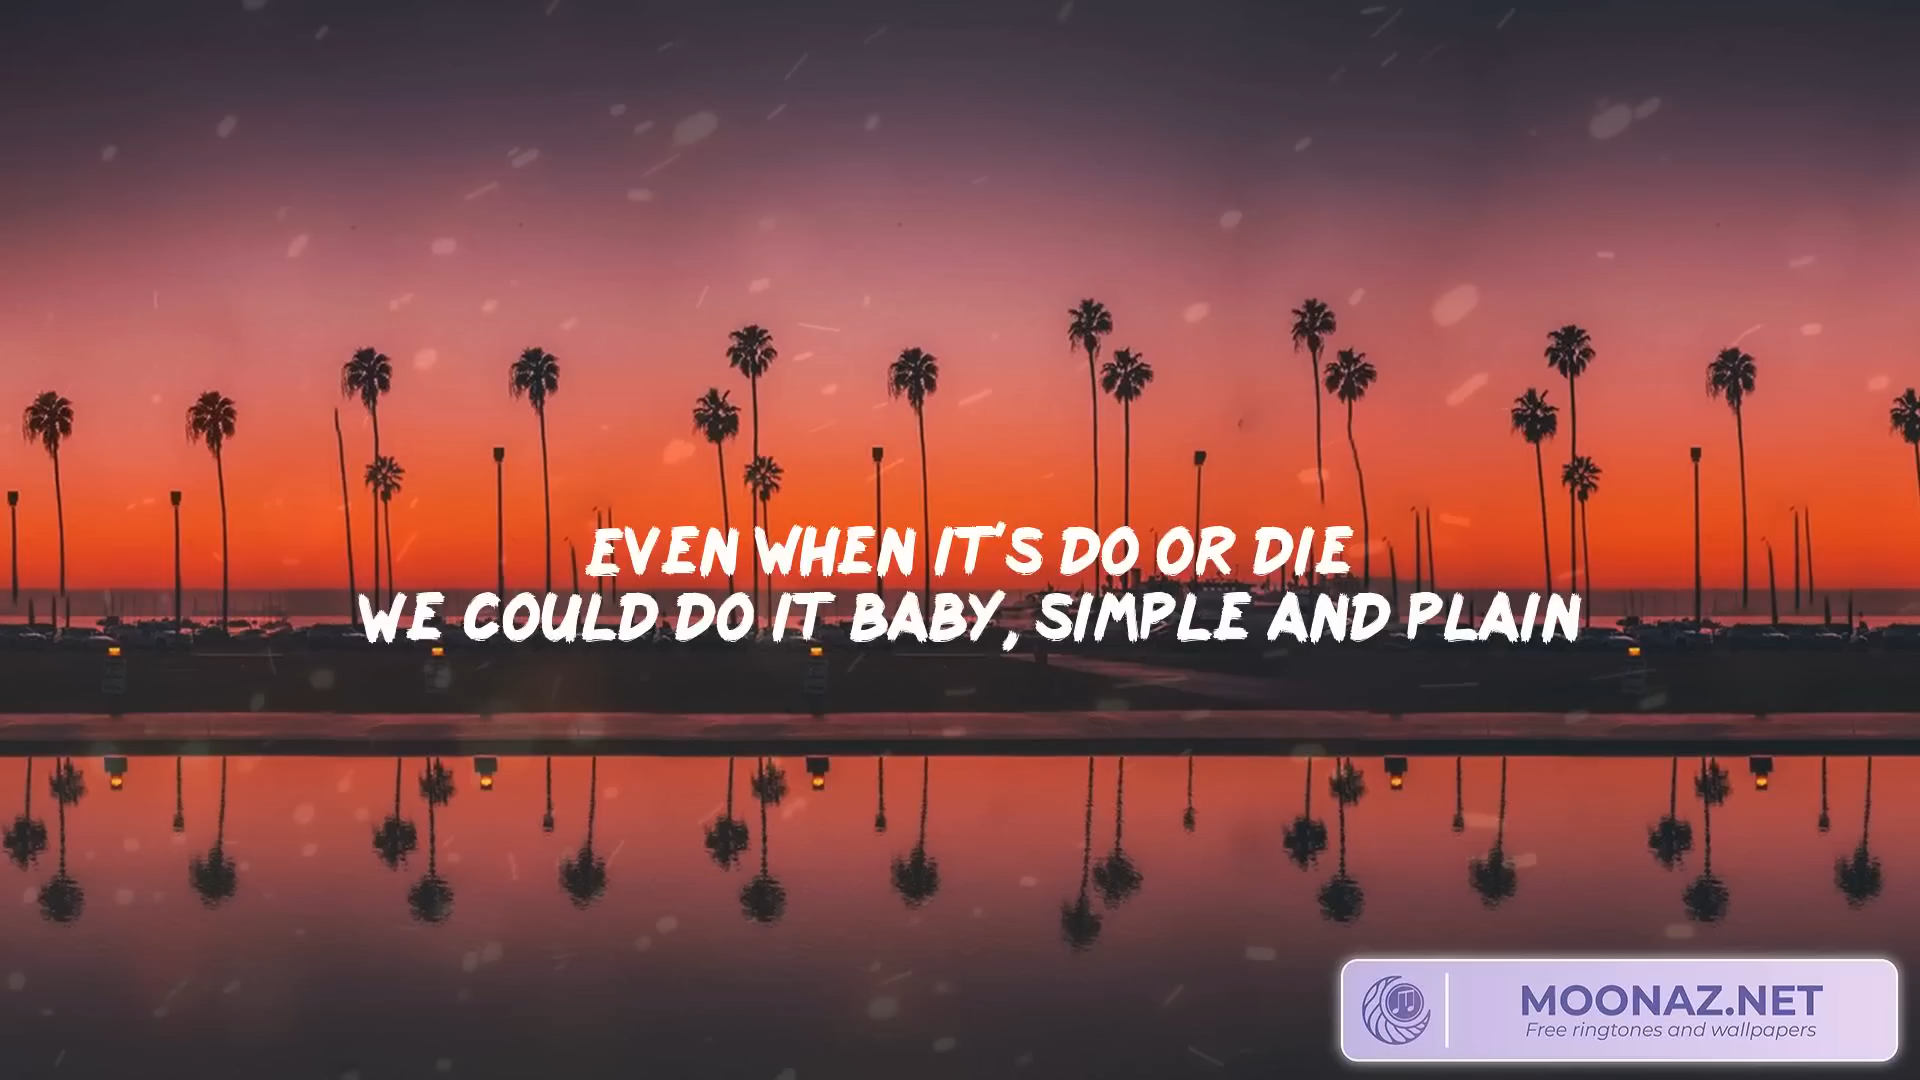 EVEN WHEN IT'S DO OR DIE
WE COULD DO IT BABY, SIMPLE AND PLAIN
MOONAZ.NET
Free ringtones and wallpapers